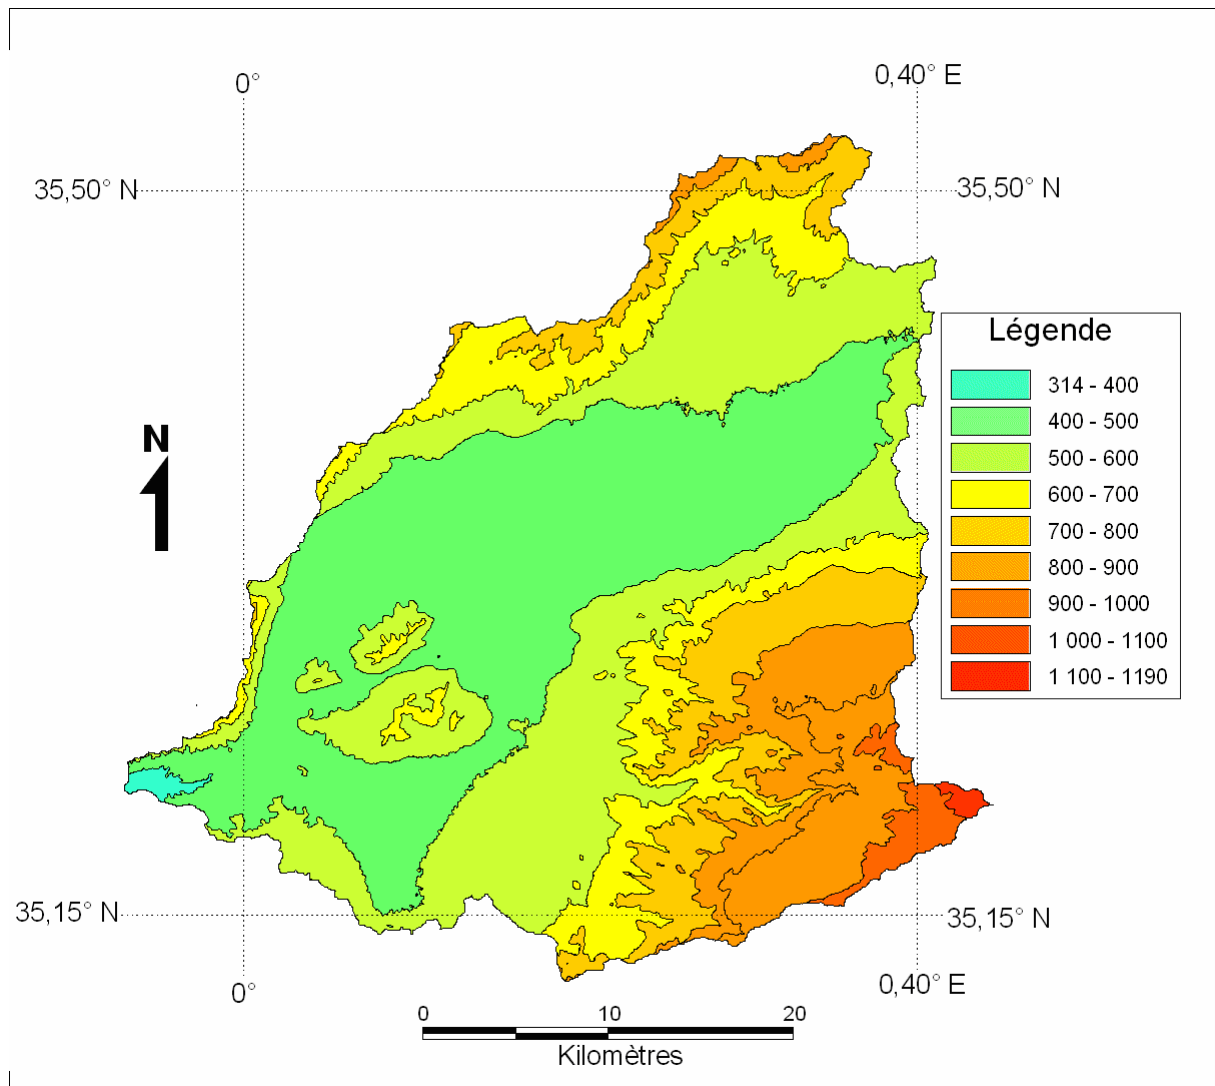 0°
0,40° E
35,50° N
35,50° N
Légende
314 - 400
400 - 500
500 - 600
600 - 700
700 - 800
800 - 900
900 - 1000
1 000 - 1100
1 100 - 1190
N
35,15° N
35,15° N
0°
0,40° E
0 10 20
Kilomètres